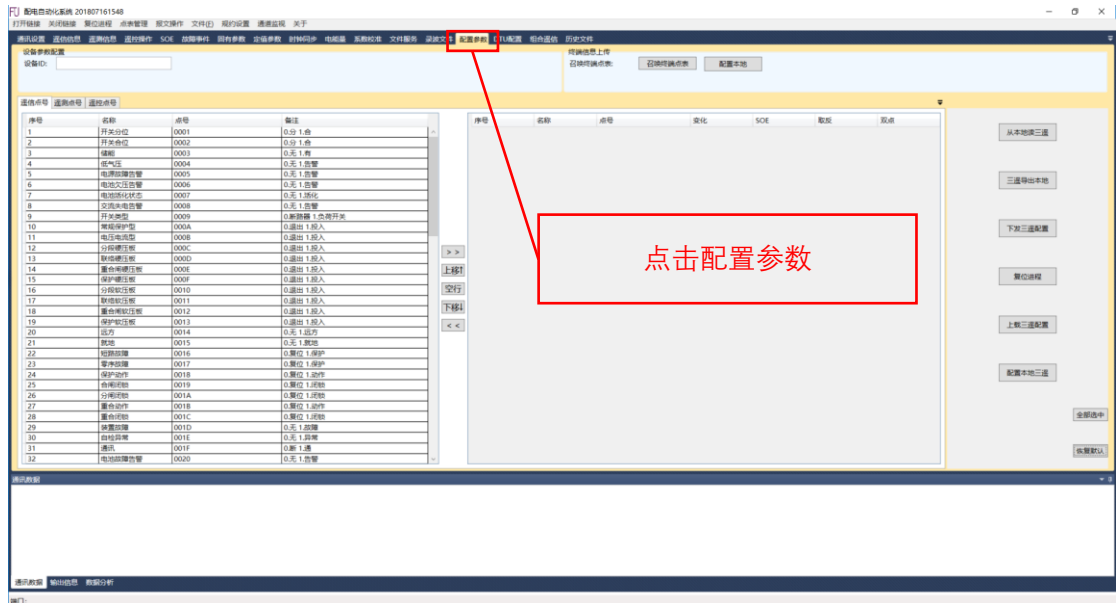 配电自动化系统 201807161548
打开链接 关闭链接 复位进程 点表管理 报文操作 文件(F) 规约设置 通道监视 关于
通讯设置 遥信信息 遥测信息 遥控操作 SOE 故障事件 固有参数 定值参数 时钟同步 电能量 系数校准 文件服务 录波文件 配置参数 DTU配置 组合遥信 历史文件
设备参数配置
设备ID:
终端信息上传
召唤终端点表: 召唤终端点表 配置本地
遥信点号 遥测点号 遥控点号
序号 名称 点号 备注
1 开关分位 0001 0.分 1.合
2 开关合位 0002 0.分 1.合
3 储能 0003 0.无 1.有
4 低气压 0004 0.无 1.告警
5 电源故障告警 0005 0.无 1.告警
6 电池欠压告警 0006 0.无 1.告警
7 电池活化状态 0007 0.无 1.活化
8 交流失电告警 0008 0.无 1.告警
9 开关类型 0009 0.断路器 1.负荷开关
10 常规保护型 000A 0.退出 1.投入
11 电压电流型 000B 0.退出 1.投入
12 分段硬压板 000C 0.退出 1.投入
13 联络硬压板 000D 0.退出 1.投入
14 重合闸硬压板 000E 0.退出 1.投入
15 保护硬压板 000F 0.退出 1.投入
16 分段软压板 0010 0.退出 1.投入
17 联络软压板 0011 0.退出 1.投入
18 重合闸软压板 0012 0.退出 1.投入
19 保护软压板 0013 0.退出 1.投入
20 远方 0014 0.无 1.远方
21 就地 0015 0.无 1.就地
22 短路故障 0016 0.复位 1.保护
23 零序故障 0017 0.复位 1.保护
24 保护动作 0018 0.复位 1.动作
25 合闸闭锁 0019 0.复位 1.闭锁
26 分闸闭锁 001A 0.复位 1.闭锁
27 重合动作 001B 0.复位 1.动作
28 重合闭锁 001C 0.复位 1.闭锁
29 装置故障 001D 0.无 1.故障
30 自检异常 001E 0.无 1.异常
31 通讯 001F 0.断 1.通
32 电池故障告警 0020 0.无 1.告警
> >
上移↑
空行
下移↓
< <
序号 名称 点号 变化 SOE 取反 双点
点击配置参数
从本地读三遥
三遥导出本地
下发三遥配置
复位进程
上载三遥配置
配置本地三遥
全部选中
恢复默认
通讯数据
通讯数据 输出信息 数据分析
端口: